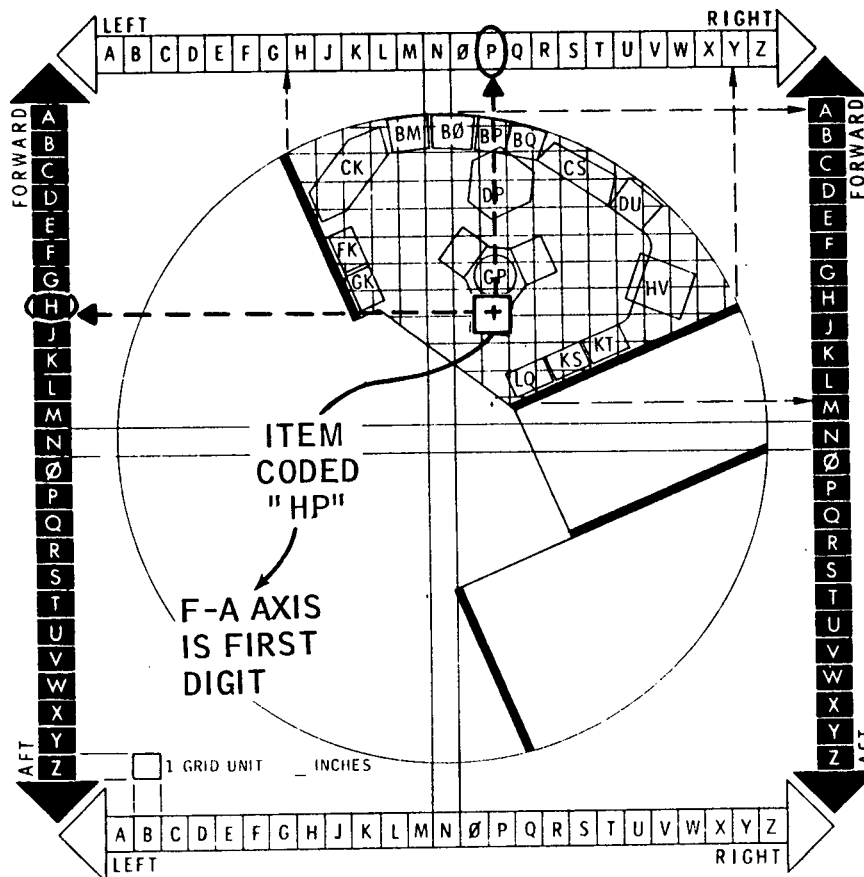 LEFT
RIGHT
A B C D E F G H J K L M N Ø P Q R S T U V W X Y Z
FORWARD
A B C D E F G H J K L M N Ø P Q R S T U V W X Y Z
AFT
FORWARD
A B C D E F G H J K L M N Ø P Q R S T U V W X Y Z
AFT
BM
BØ
BP
BQ
CK
CS
DP
DU
FK
GK
GP
HV
KT
KS
LQ
ITEM
CODED
"HP"
F-A AXIS
IS FIRST
DIGIT
1 GRID UNIT _ INCHES
A B C D E F G H J K L M N Ø P Q R S T U V W X Y Z
LEFT
RIGHT